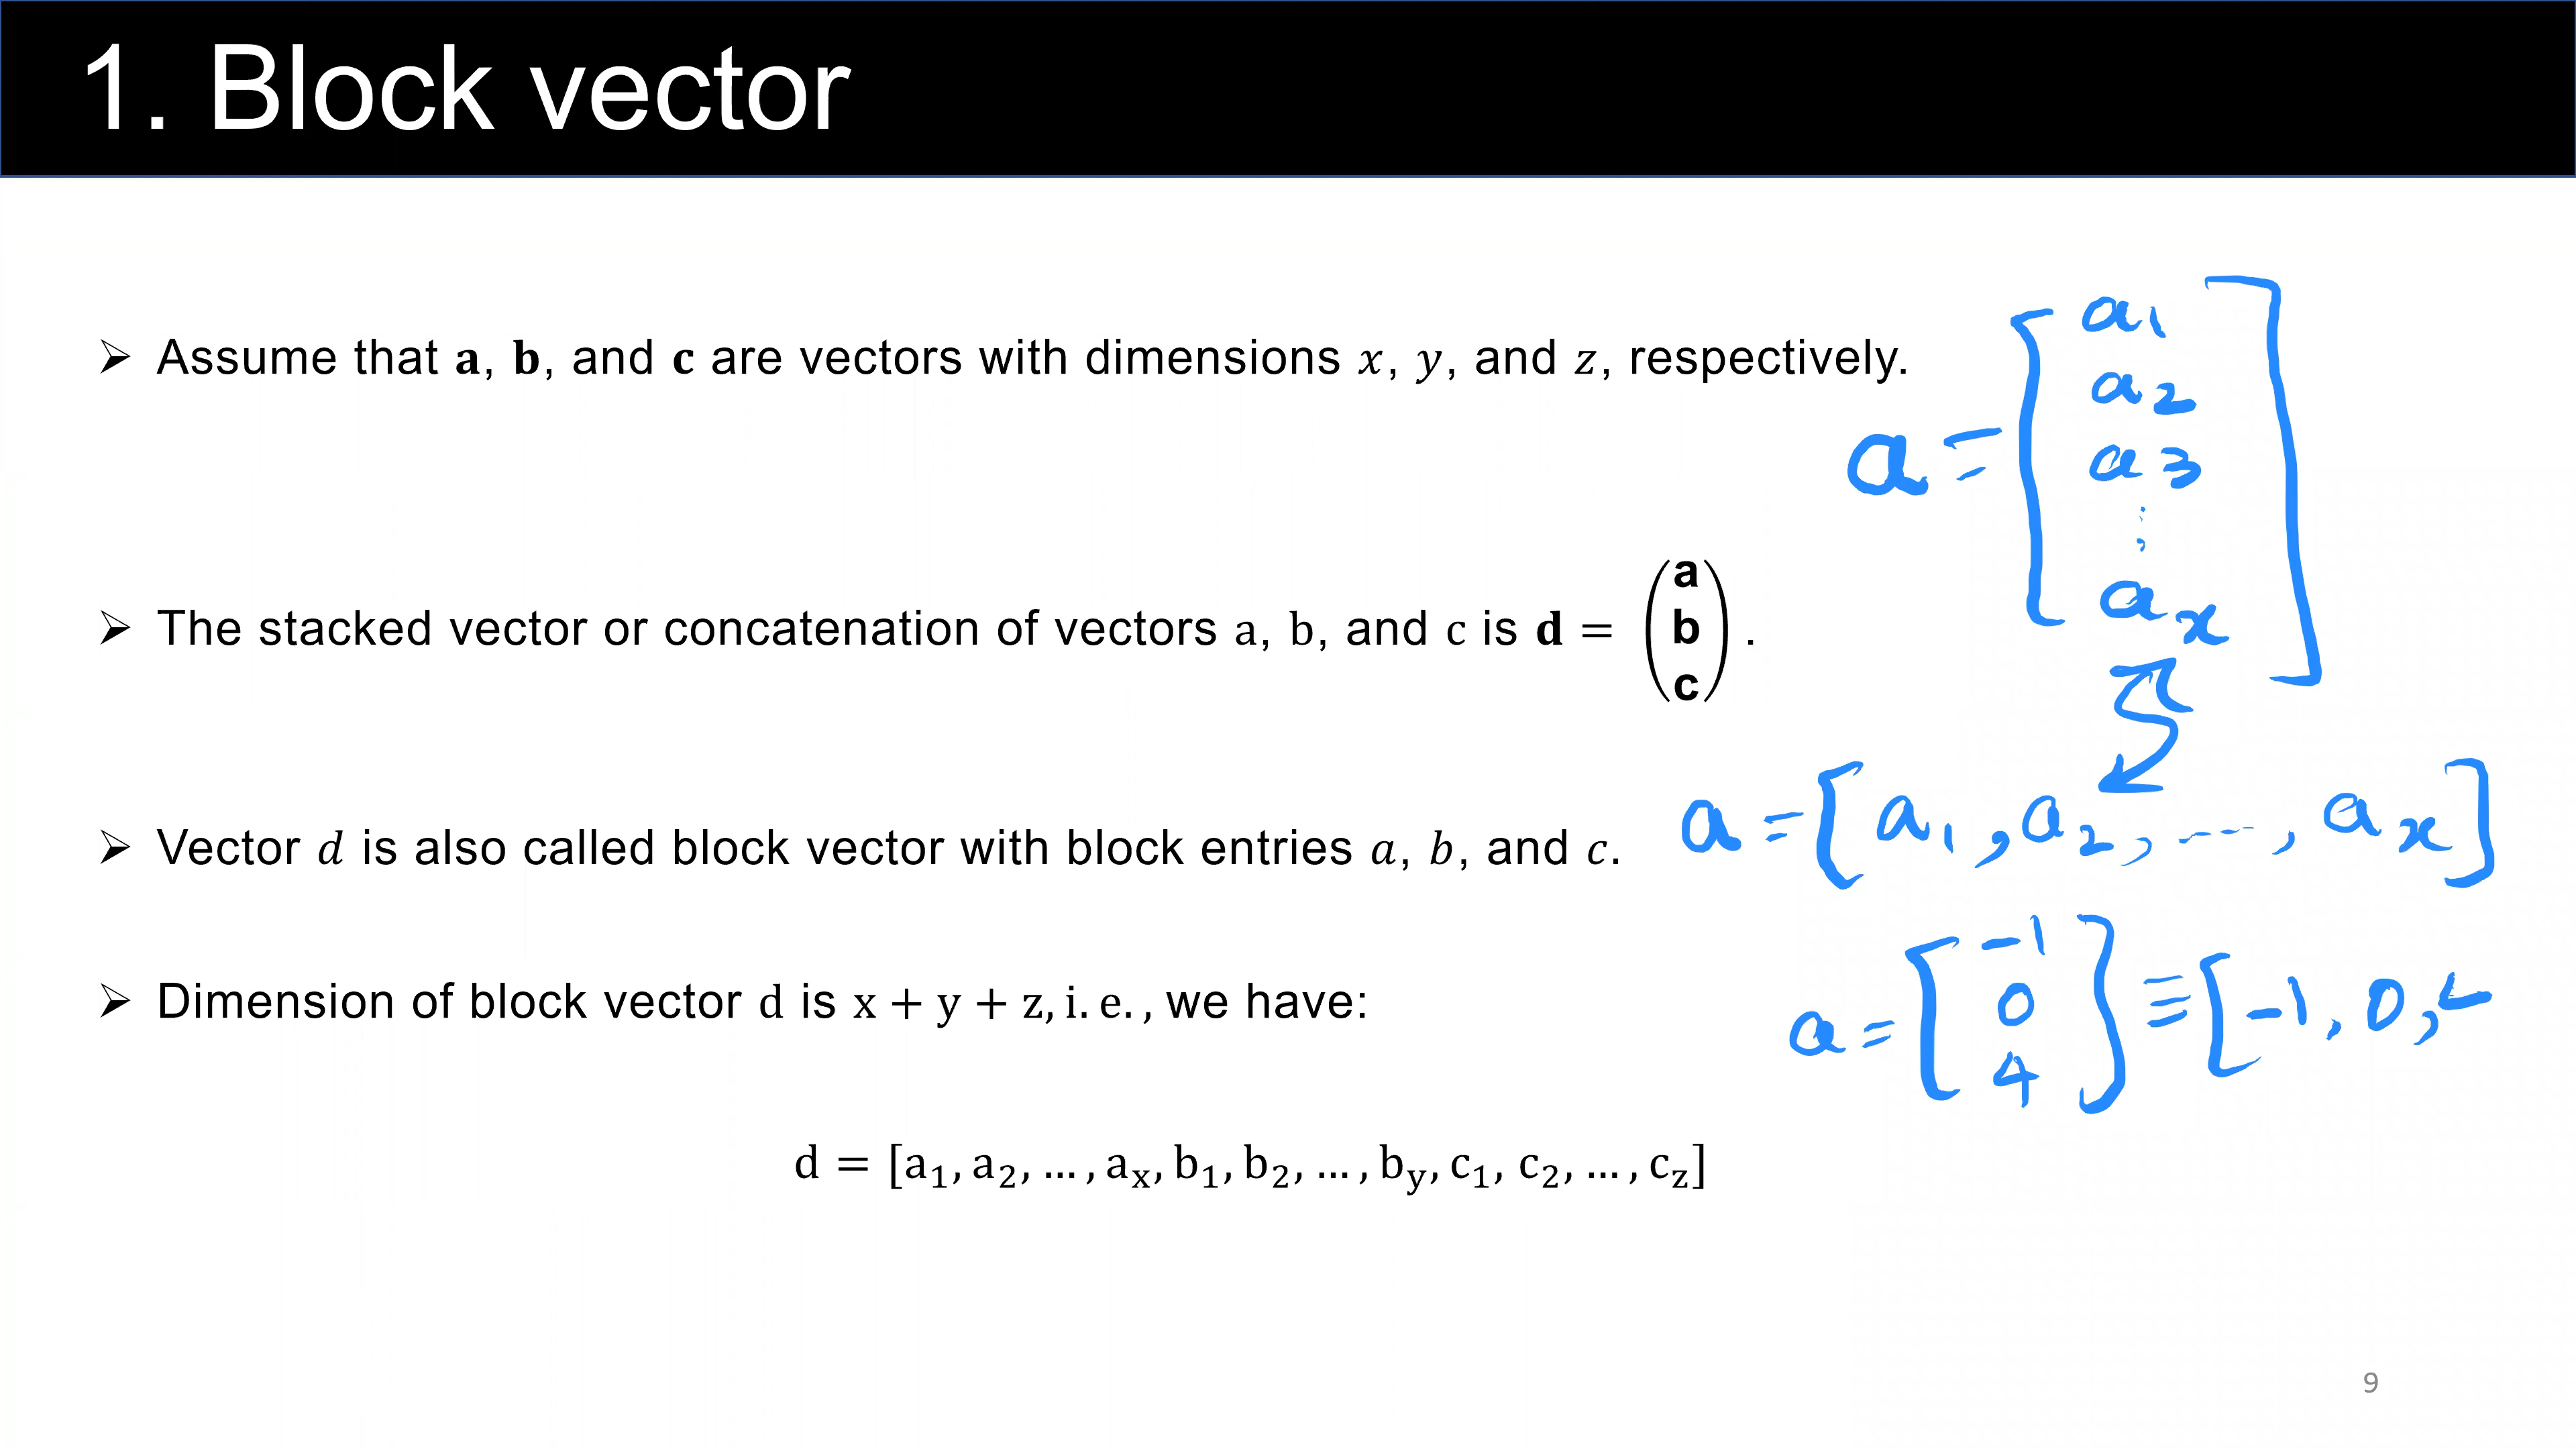 1. Block vector
➢ Assume that a, b, and c are vectors with dimensions x, y, and z, respectively.
a = [a1
a2
a3
⋮
ax]
➢ The stacked vector or concatenation of vectors a, b, and c is d = (a
b
c).
➢ Vector d is also called block vector with block entries a, b, and c.
a = [a1, a2, ..., ax]
➢ Dimension of block vector d is x + y + z, i.e., we have:
a = [-1
0
4] ≡ [-1, 0,
d = [a1, a2, … , ax, b1, b2, … , by, c1, c2, … , cz]
9